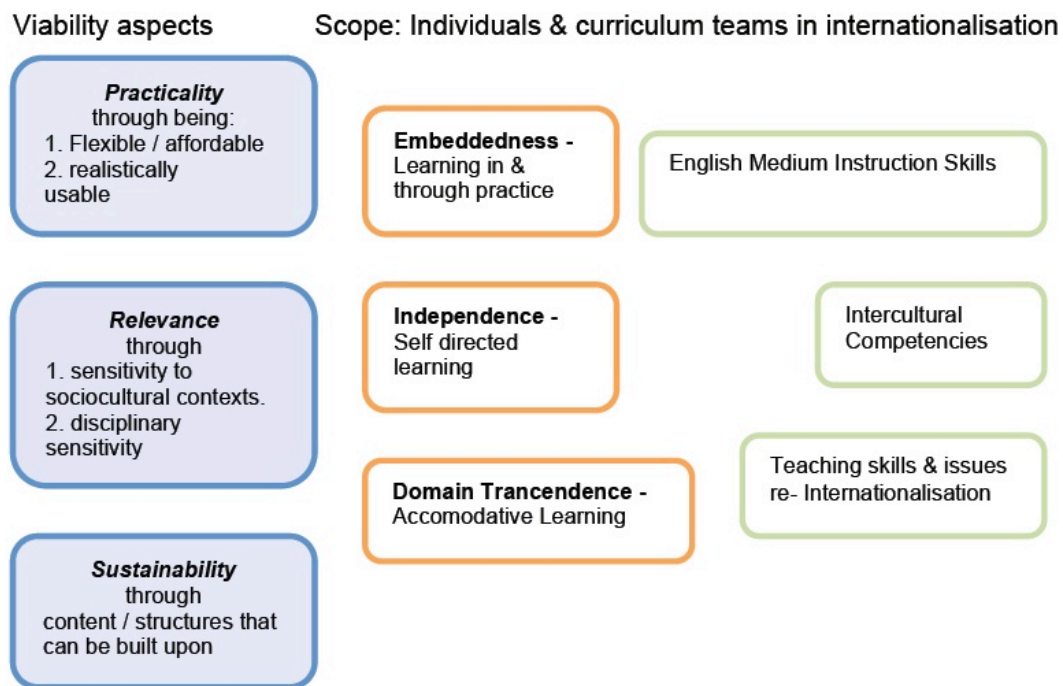 Viability aspects
Scope: Individuals & curriculum teams in internationalisation
Practicality
through being:
1. Flexible / affordable
2. realistically
usable
Relevance
through
1. sensitivity to
sociocultural contexts.
2. disciplinary
sensitivity
Sustainability
through
content / structures that
can be built upon
Embeddedness -
Learning in &
through practice
Independence -
Self directed
learning
Domain Trancendence -
Accomodative Learning
English Medium Instruction Skills
Intercultural
Competencies
Teaching skills & issues
re- Internationalisation